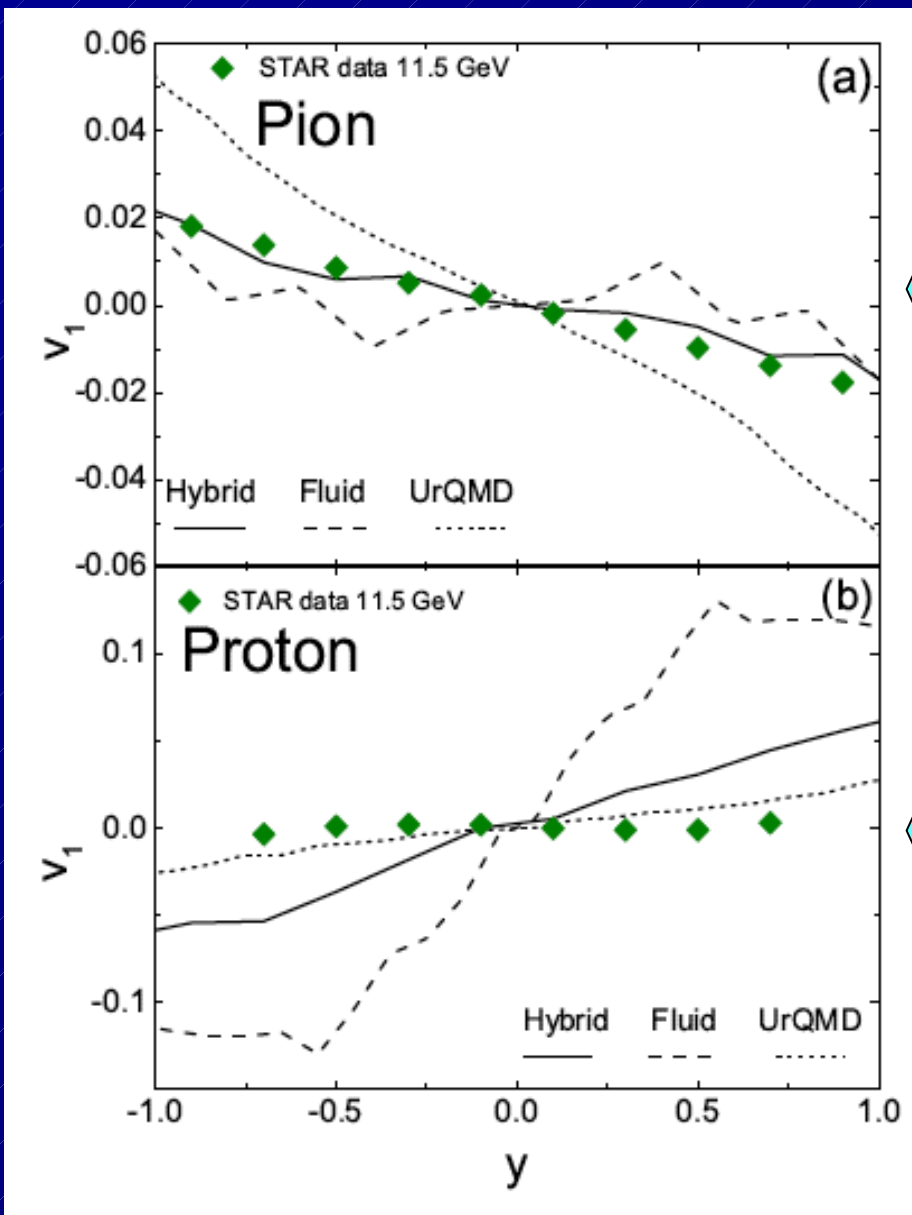 0.06
STAR data 11.5 GeV
(a)
Pion
0.04
0.02
0.00
v1
-0.02
-0.04
Hybrid Fluid UrQMD
-0.06
(b)
STAR data 11.5 GeV
Proton
0.1
0.0
v1
-0.1
Hybrid Fluid UrQMD
-1.0 -0.5 0.0 0.5 1.0
y